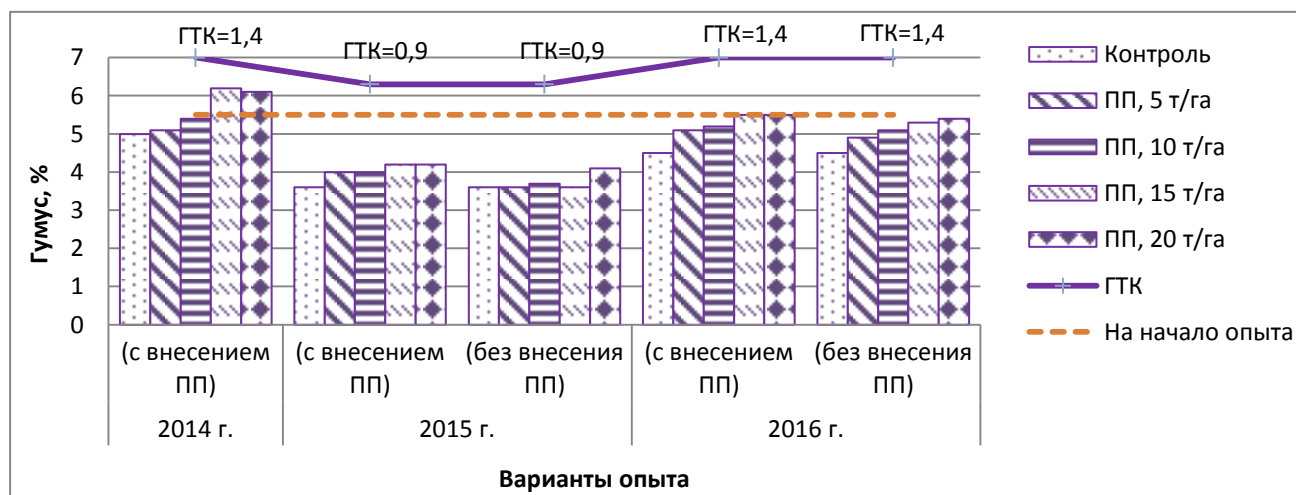 ГТК=1,4
ГТК=0,9
ГТК=0,9
ГТК=1,4
ГТК=1,4
Гумус, %
7
6
5
4
3
2
1
0
(с внесением ПП)
(с внесением ПП)
(без внесения ПП)
(с внесением ПП)
(без внесения ПП)
2014 г.
2015 г.
2016 г.
Варианты опыта
Контроль
ПП, 5 т/га
ПП, 10 т/га
ПП, 15 т/га
ПП, 20 т/га
ГТК
На начало опыта